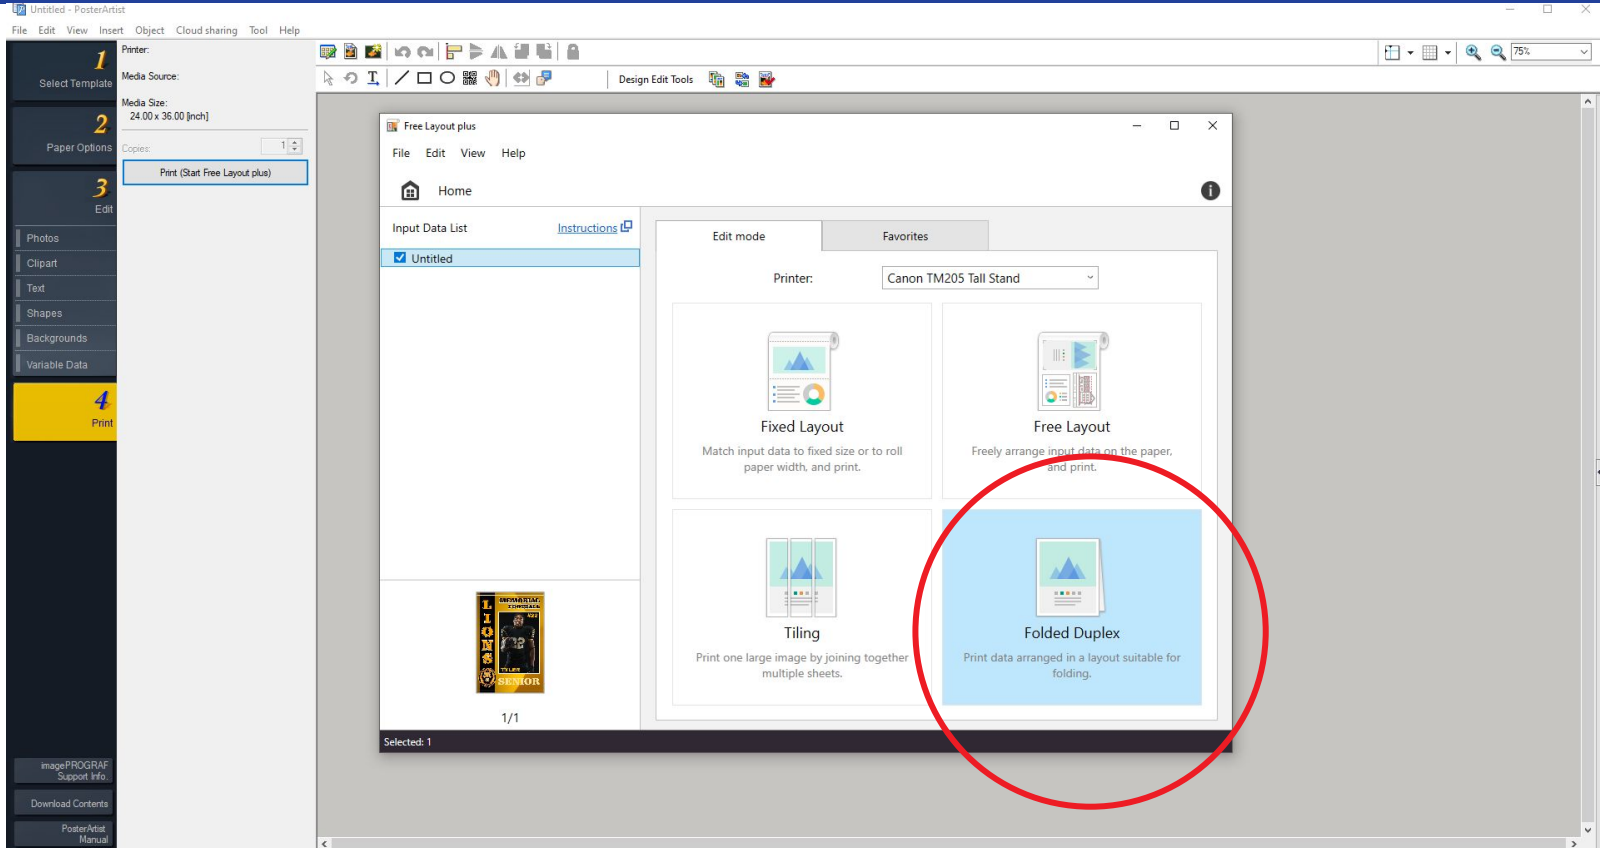 Untitled - PosterArtist
File Edit View Insert Object Cloud sharing Tool Help
1
Select Template
2
Paper Options
3
Edit
Photos
Clipart
Text
Shapes
Backgrounds
Variable Data
4
Print
imagePROGRAF
Support Info.
Download Contents
PosterArtist
Manual
Printer:
Media Source:
Media Size:
24.00 x 36.00 [inch]
Copies:
1
Print (Start Free Layout plus)
Design Edit Tools
75%
Free Layout plus
File Edit View Help
Home
Input Data List
Instructions
Untitled
LIONS
MEMORIAL
TYLER
SENIOR
1/1
Selected: 1
Edit mode
Favorites
Printer:
Canon TM205 Tall Stand
Fixed Layout
Match input data to fixed size or to roll
paper width, and print.
Free Layout
Freely arrange input data on the paper,
and print.
Tiling
Print one large image by joining together
multiple sheets.
Folded Duplex
Print data arranged in a layout suitable for
folding.